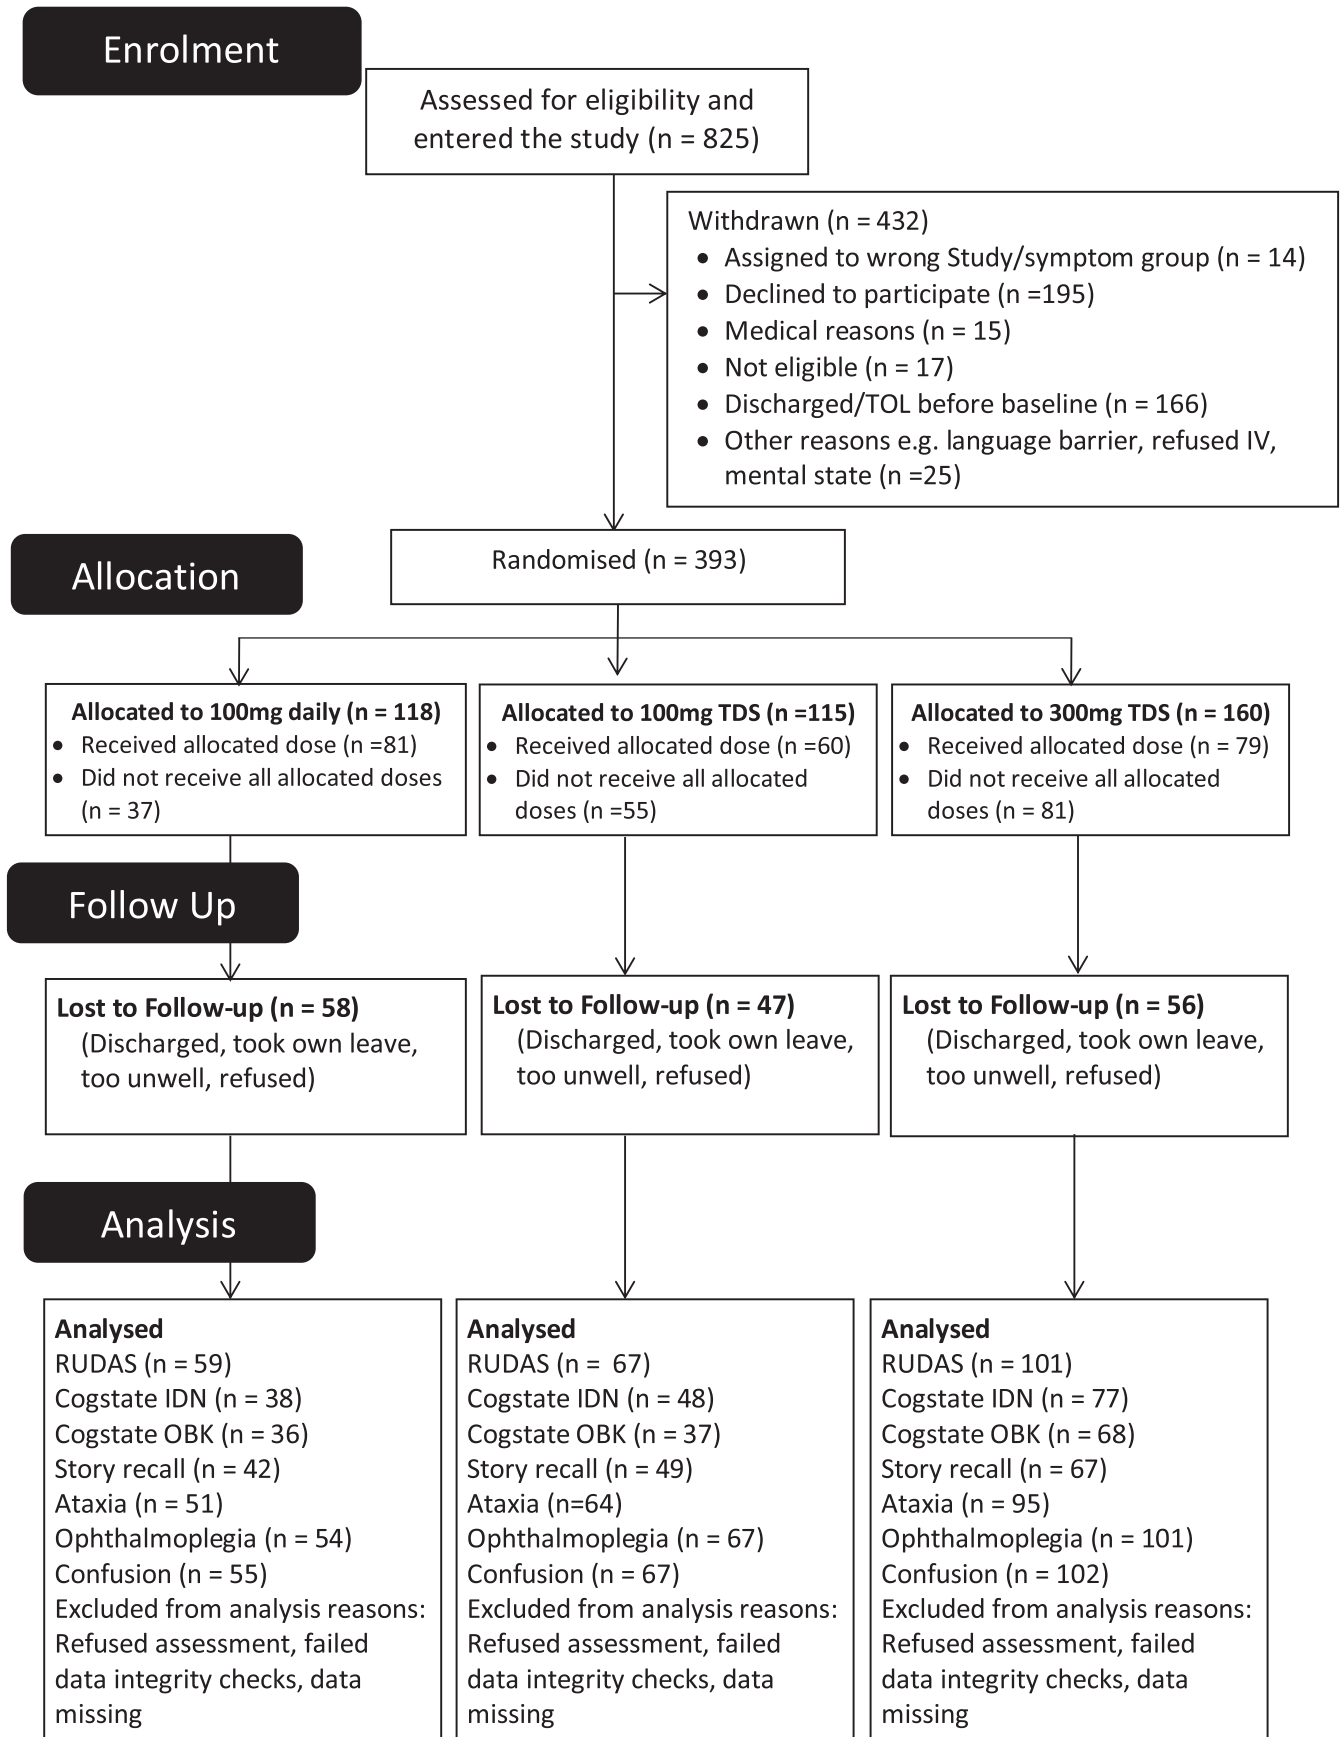 Enrolment
Assessed for eligibility and
entered the study (n = 825)
Withdrawn (n = 432)
• Assigned to wrong Study/symptom group (n = 14)
• Declined to participate (n =195)
• Medical reasons (n = 15)
• Not eligible (n = 17)
• Discharged/TOL before baseline (n = 166)
• Other reasons e.g. language barrier, refused IV,
mental state (n =25)
Randomised (n = 393)
Allocation
Allocated to 100mg daily (n = 118)
• Received allocated dose (n =81)
• Did not receive all allocated doses
(n = 37)
Allocated to 100mg TDS (n =115)
• Received allocated dose (n =60)
• Did not receive all allocated
doses (n =55)
Allocated to 300mg TDS (n = 160)
• Received allocated dose (n = 79)
• Did not receive all allocated
doses (n = 81)
Follow Up
Lost to Follow-up (n = 58)
(Discharged, took own leave,
too unwell, refused)
Lost to Follow-up (n = 47)
(Discharged, took own leave,
too unwell, refused)
Lost to Follow-up (n = 56)
(Discharged, took own leave,
too unwell, refused)
Analysis
Analysed
RUDAS (n = 59)
Cogstate IDN (n = 38)
Cogstate OBK (n = 36)
Story recall (n = 42)
Ataxia (n = 51)
Ophthalmoplegia (n = 54)
Confusion (n = 55)
Excluded from analysis reasons:
Refused assessment, failed
data integrity checks, data
missing
Analysed
RUDAS (n =  67)
Cogstate IDN (n = 48)
Cogstate OBK (n = 37)
Story recall (n = 49)
Ataxia (n=64)
Ophthalmoplegia (n = 67)
Confusion (n = 67)
Excluded from analysis reasons:
Refused assessment, failed
data integrity checks, data
missing
Analysed
RUDAS (n = 101)
Cogstate IDN (n = 77)
Cogstate OBK (n = 68)
Story recall (n = 67)
Ataxia (n = 95)
Ophthalmoplegia (n = 101)
Confusion (n = 102)
Excluded from analysis reasons:
Refused assessment, failed
data integrity checks, data
missing